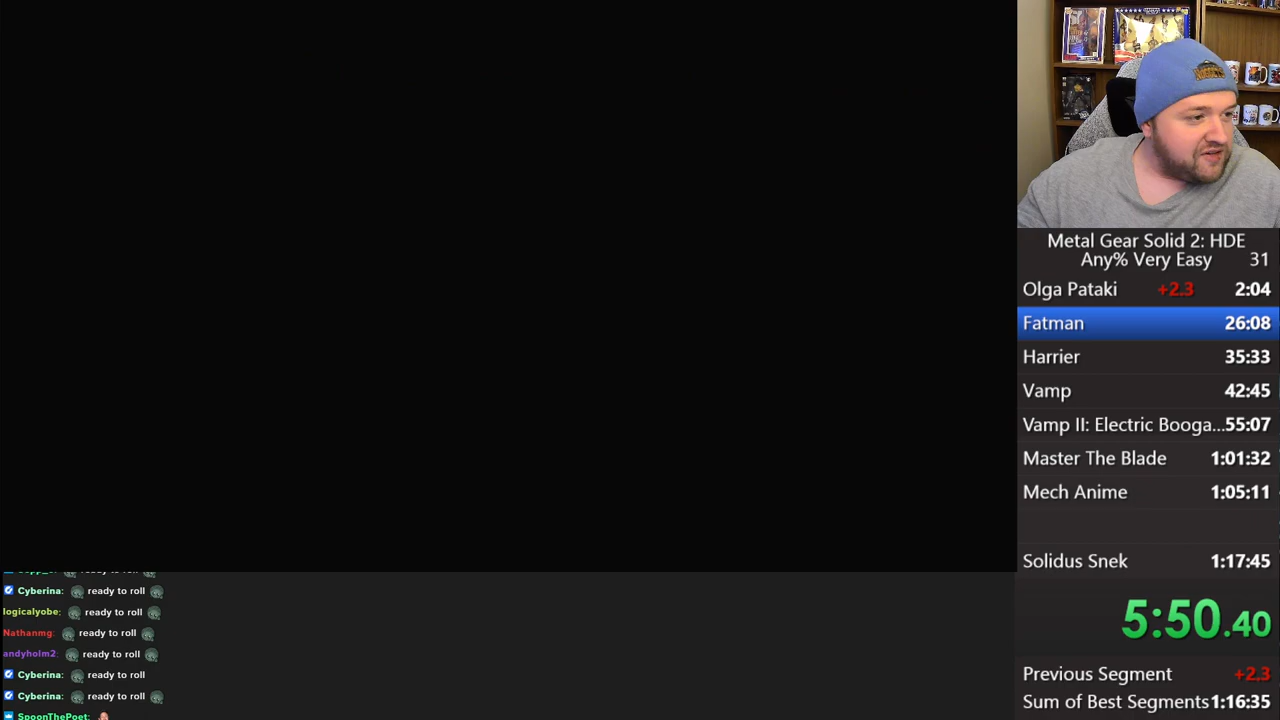 Metal Gear Solid 2: HDE
Any% Very Easy 31
Olga Pataki +2.3 2:04
Fatman 26:08
Harrier 35:33
Vamp 42:45
Vamp II: Electric Booga...55:07
Master The Blade 1:01:32
Mech Anime 1:05:11
Solidus Snek 1:17:45
5:50.40
Previous Segment +2.3
Sum of Best Segments 1:16:35
ready to roll
Cyberina: ready to roll
logicalyobe: ready to roll
Nathanmg: ready to roll
andyholm2: ready to roll
Cyberina: ready to roll
Cyberina: ready to roll
SpoonThePoet: